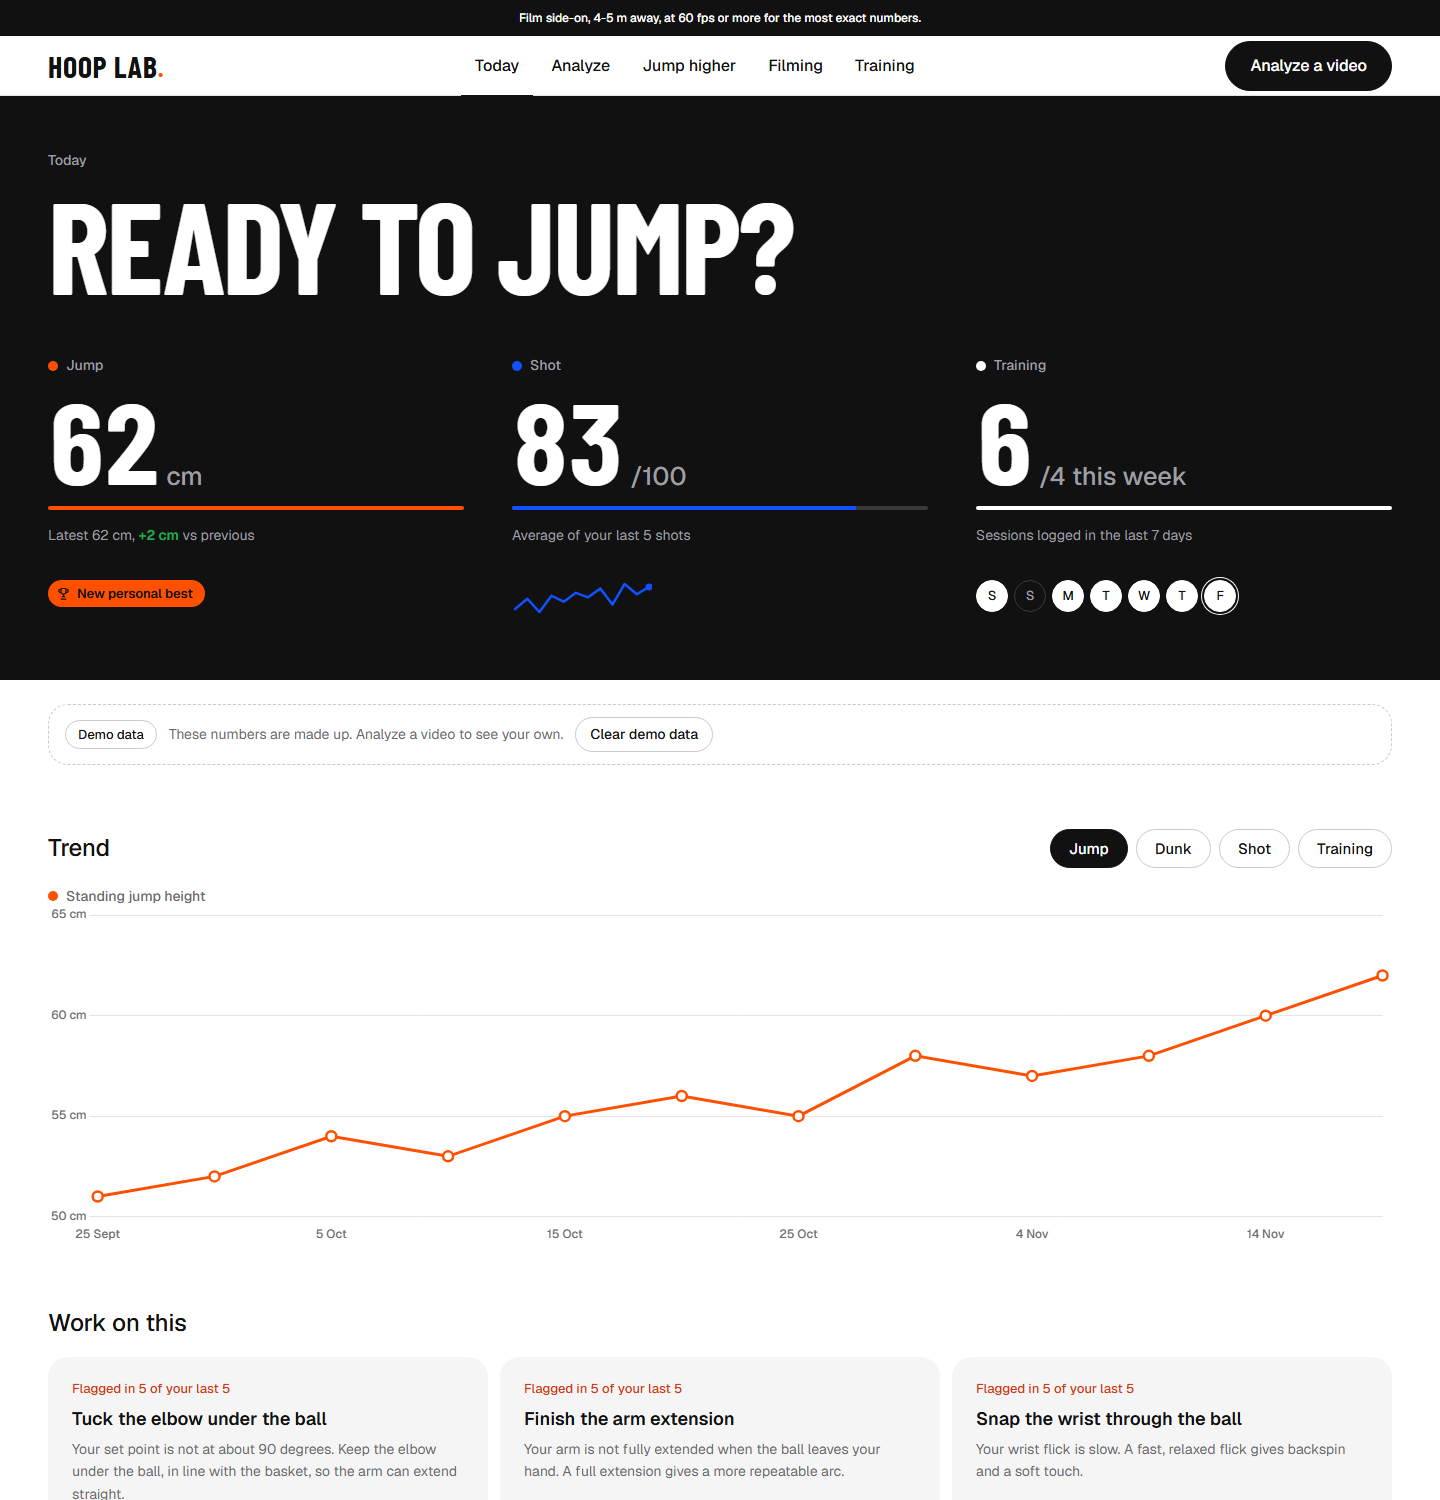 Film side-on, 4-5 m away, at 60 fps or more for the most exact numbers.
HOOP LAB.
Today Analyze Jump higher Filming Training
Analyze a video
Today
READY TO JUMP?
Jump
62 cm
Latest 62 cm, +2 cm vs previous
New personal best
Shot
83 /100
Average of your last 5 shots
Training
6 /4 this week
Sessions logged in the last 7 days
S S M T W T F
Demo data These numbers are made up. Analyze a video to see your own. Clear demo data
Trend
Jump Dunk Shot Training
Standing jump height
65 cm
60 cm
55 cm
50 cm
25 Sept 5 Oct 15 Oct 25 Oct 4 Nov 14 Nov
Work on this
Flagged in 5 of your last 5
Tuck the elbow under the ball
Your set point is not at about 90 degrees. Keep the elbow
under the ball, in line with the basket, so the arm can extend
straight.
Flagged in 5 of your last 5
Finish the arm extension
Your arm is not fully extended when the ball leaves your
hand. A full extension gives a more repeatable arc.
Flagged in 5 of your last 5
Snap the wrist through the ball
Your wrist flick is slow. A fast, relaxed flick gives backspin
and a soft touch.